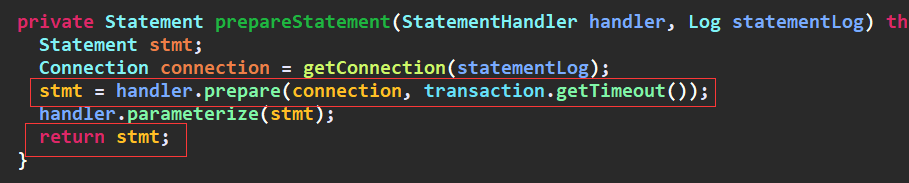 private Statement prepareStatement(StatementHandler handler, Log statementLog) th
Statement stmt;
Connection connection = getConnection(statementLog);
stmt = handler.prepare(connection, transaction.getTimeout());
handler.parameterize(stmt);
return stmt;
}